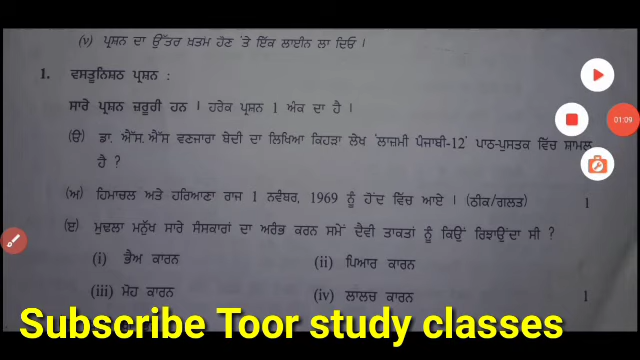 (v) ਪ੍ਰਸ਼ਨ ਦਾ ਉੱਤਰ ਖ਼ਤਮ ਹੋਣ 'ਤੇ ਇੱਕ ਲਾਈਨ ਲਾ ਦਿਓ ।
1. ਵਸਤੂਨਿਸ਼ਠ ਪ੍ਰਸ਼ਨ :
ਸਾਰੇ ਪ੍ਰਸ਼ਨ ਜ਼ਰੂਰੀ ਹਨ । ਹਰੇਕ ਪ੍ਰਸ਼ਨ 1 ਅੰਕ ਦਾ ਹੈ ।
(ੳ) ਡਾ. ਐੱਸ. ਐੱਸ ਵਣਜਾਰਾ ਬੇਦੀ ਦਾ ਲਿਖਿਆ ਕਿਹੜਾ ਲੇਖ 'ਲਾਜ਼ਮੀ ਪੰਜਾਬੀ-12' ਪਾਠ-ਪੁਸਤਕ ਵਿੱਚ ਸ਼ਾਮਲ
ਹੈ ?
(ਅ) ਹਿਮਾਚਲ ਅਤੇ ਹਰਿਆਣਾ ਰਾਜ 1 ਨਵੰਬਰ, 1969 ਨੂੰ ਹੋਂਦ ਵਿੱਚ ਆਏ । (ਠੀਕ/ਗਲਤ) 1
(ੲ) ਮੁਢਲਾ ਮਨੁੱਖ ਸਾਰੇ ਸੰਸਕਾਰਾਂ ਦਾ ਅਰੰਭ ਕਰਨ ਸਮੇਂ ਦੈਵੀ ਤਾਕਤਾਂ ਨੂੰ ਕਿਉਂ ਰਿਝਾਉਂਦਾ ਸੀ ?
(i) ਭੈਅ ਕਾਰਨ (ii) ਪਿਆਰ ਕਾਰਨ
(iii) ਮੋਹ ਕਾਰਨ (iv) ਲਾਲਚ ਕਾਰਨ 1
01:09
Subscribe Toor study classes